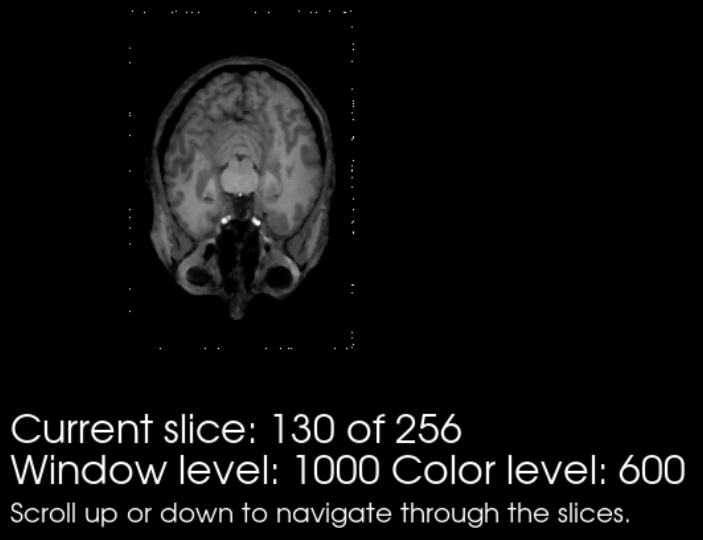 Current slice: 130 of 256
Window level: 1000 Color level: 600
Scroll up or down to navigate through the slices.